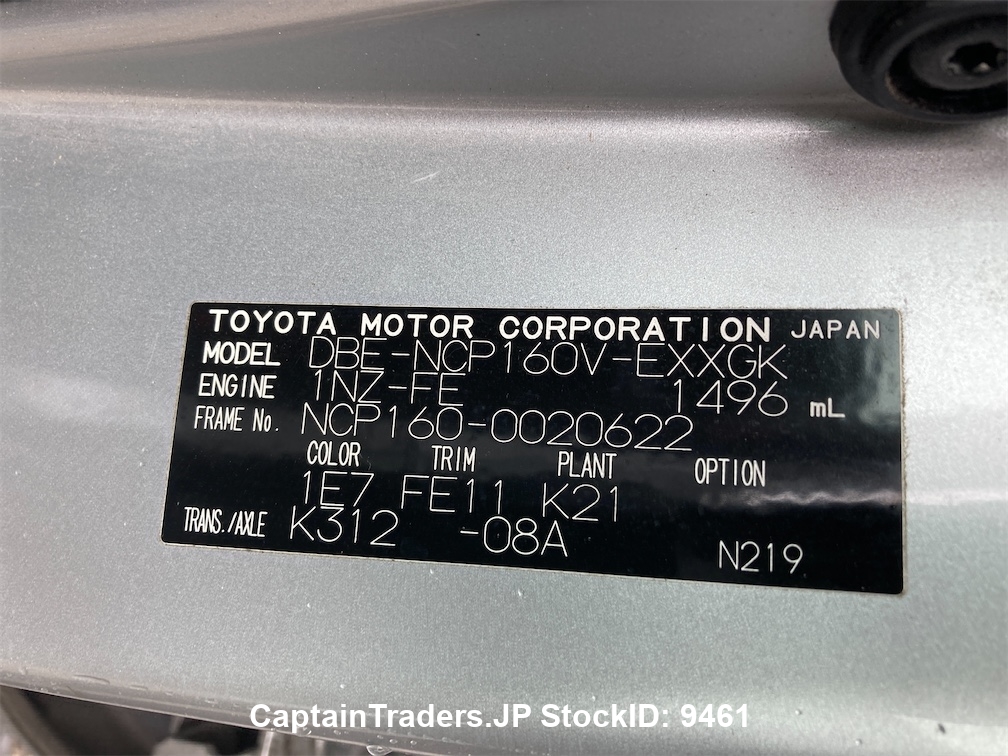 TOYOTA MOTOR CORPORATION JAPAN
MODEL DBE-NCP160V-EXXGK
ENGINE 1NZ-FE 1496 mL
FRAME No. NCP160-0020622
COLOR TRIM PLANT OPTION
1E7 FE11 K21
TRANS./AXLE K312 -08A N219
CaptainTraders.JP StockID: 9461